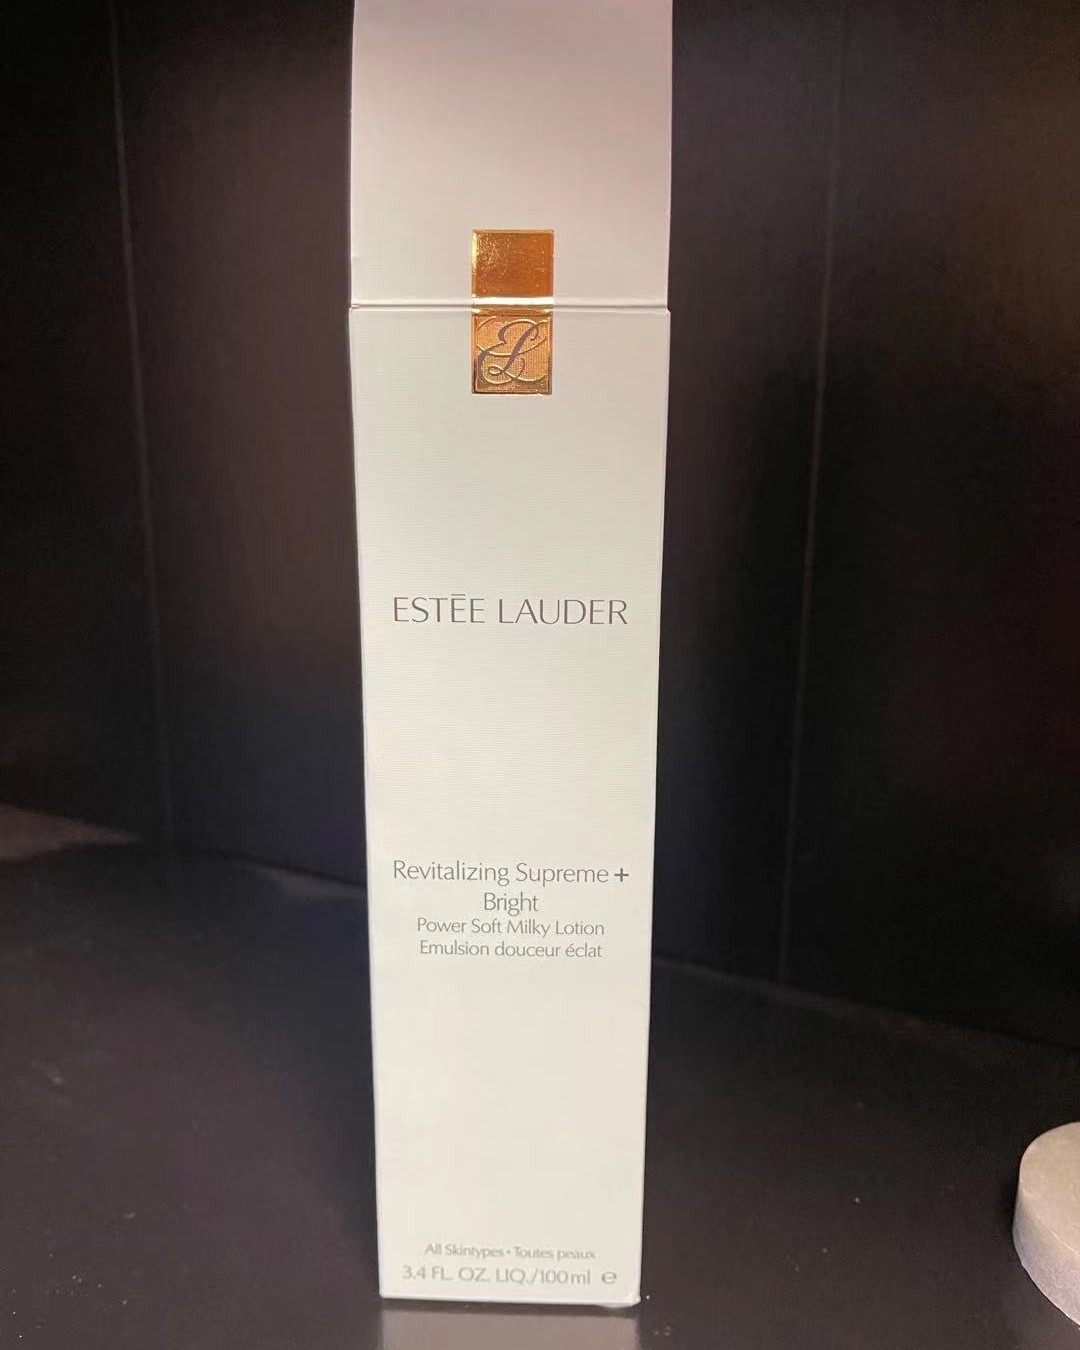 EL
ESTĒE LAUDER
Revitalizing Supreme +
Bright
Power Soft Milky Lotion
Emulsion douceur éclat
All Skintypes • Toutes peaux
3.4 FL. OZ. LIQ./100ml ℮